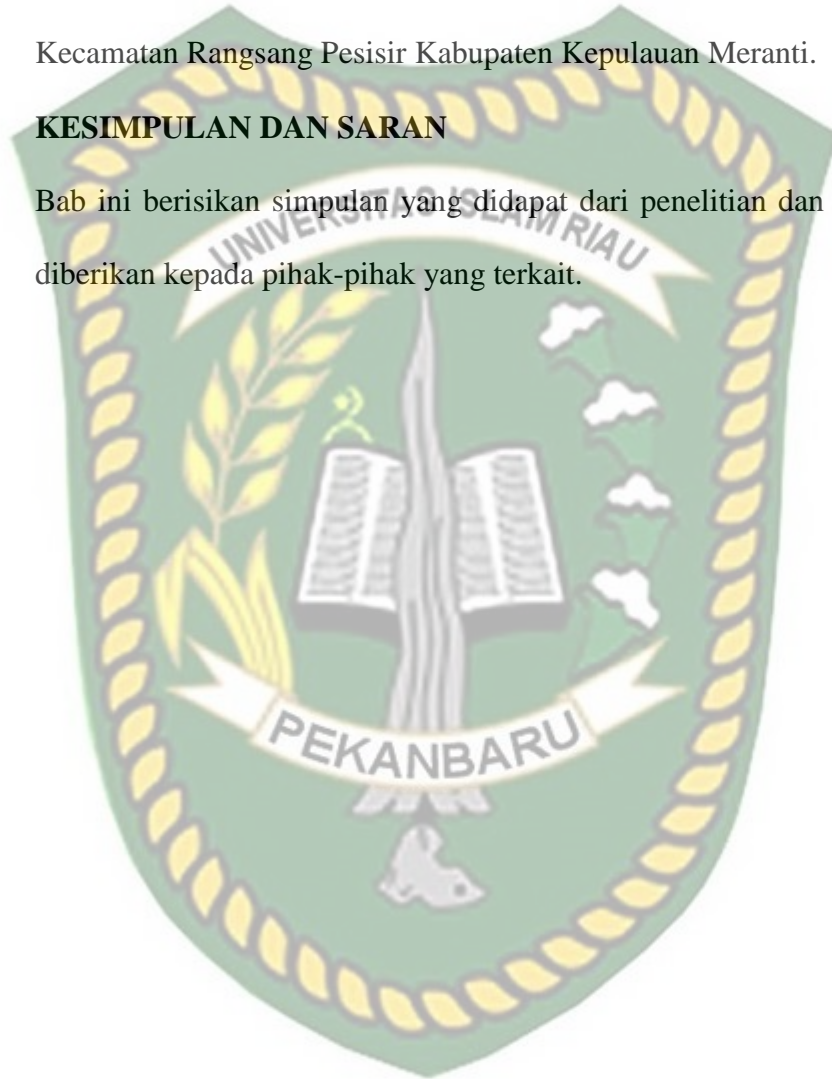 Kecamatan Rangsang Pesisir Kabupaten Kepulauan Meranti.
KESIMPULAN DAN SARAN
Bab ini berisikan simpulan yang didapat dari penelitian dan
diberikan kepada pihak-pihak yang terkait.
UNIVERSITAS ISLAM RIAU
PEKANBARU